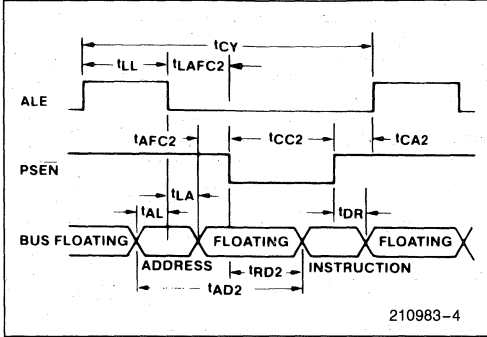 tCY
tLL tLAFC2
ALE
tAFC2 tCC2 tCA2
PSEN
tLA
tAL tDR
BUS FLOATING FLOATING FLOATING
ADDRESS tRD2 INSTRUCTION
tAD2
210983-4